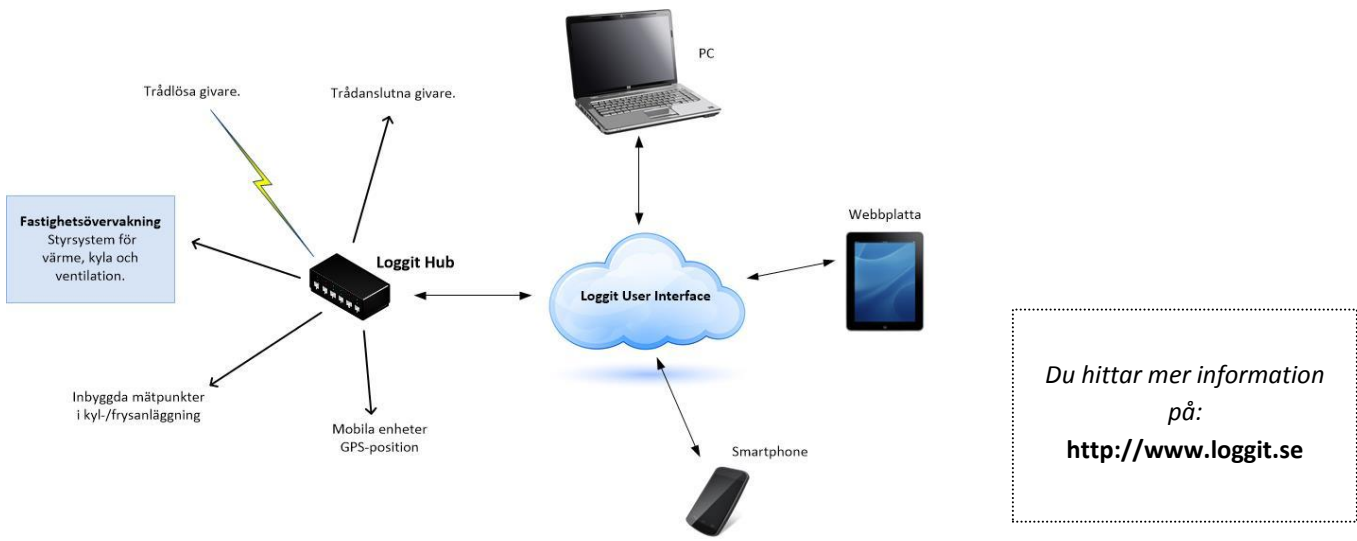 PC
Trådlösa givare.
Trådanslutna givare.
Fastighetsövervakning
Styrsystem för
värme, kyla och
ventilation.
Loggit Hub
Webbplatta
Loggit User Interface
Inbyggda mätpunkter
i kyl-/frysanläggning
Mobila enheter
GPS-position
Smartphone
Du hittar mer information
på:
http://www.loggit.se